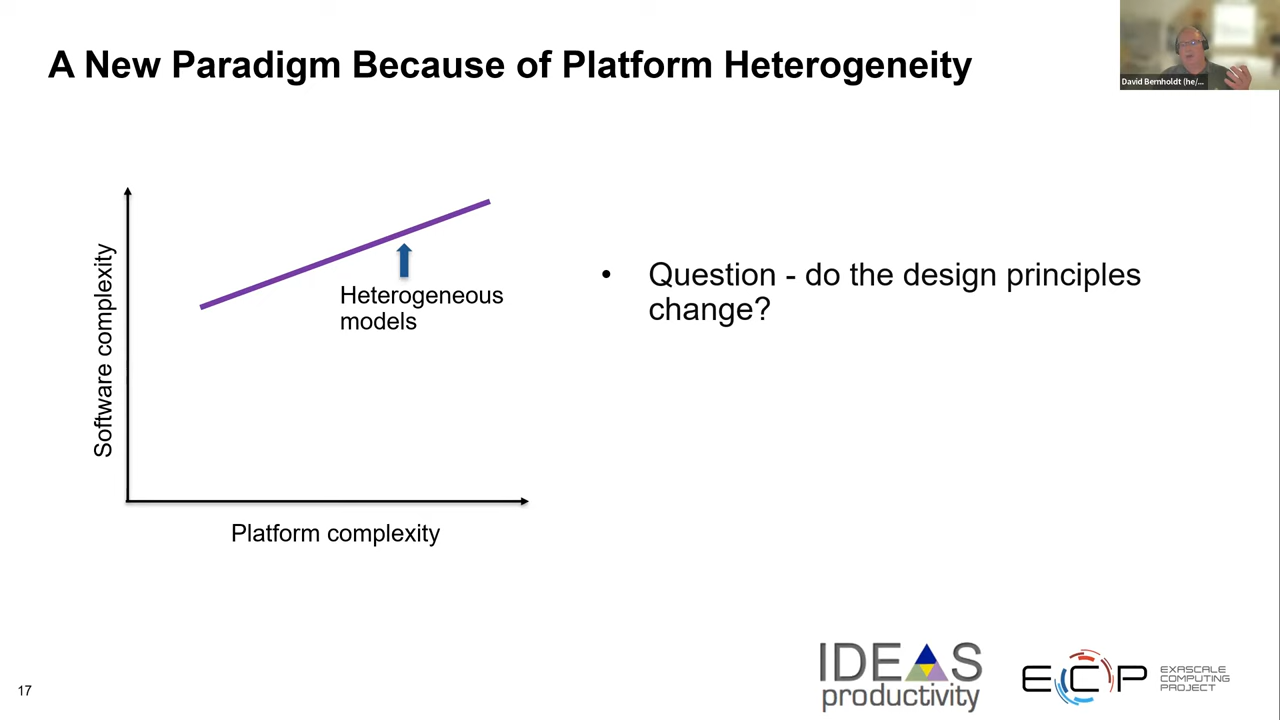 A New Paradigm Because of Platform Heterogeneity
David Bernholdt (he/...
Software complexity
Heterogeneous
models
Platform complexity
• Question - do the design principles
change?
17
IDEAS
productivity
ECP
EXASCALE
COMPUTING
PROJECT